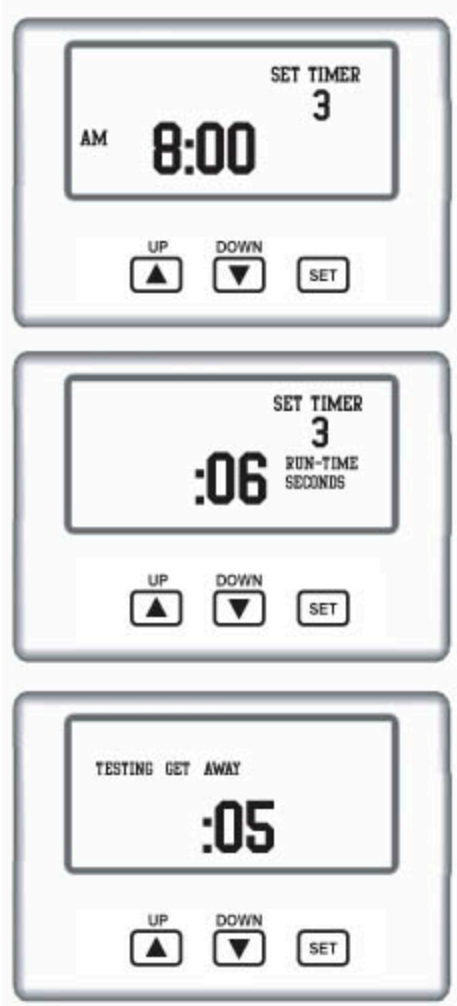 SET TIMER
3
AM 8:00
UP DOWN
SET
SET TIMER
3
:06 RUN-TIME
SECONDS
UP DOWN
SET
TESTING GET AWAY
:05
UP DOWN
SET